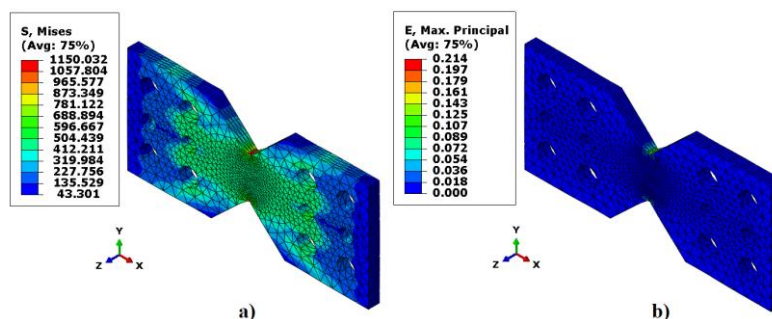 S, Mises
(Avg: 75%)
1150.032
1057.804
965.577
873.349
781.122
688.894
596.667
504.439
412.211
319.984
227.756
135.529
43.301
Y
Z
X
a)
E, Max. Principal
(Avg: 75%)
0.214
0.197
0.179
0.161
0.143
0.125
0.107
0.089
0.072
0.054
0.036
0.018
0.000
Y
Z
X
b)